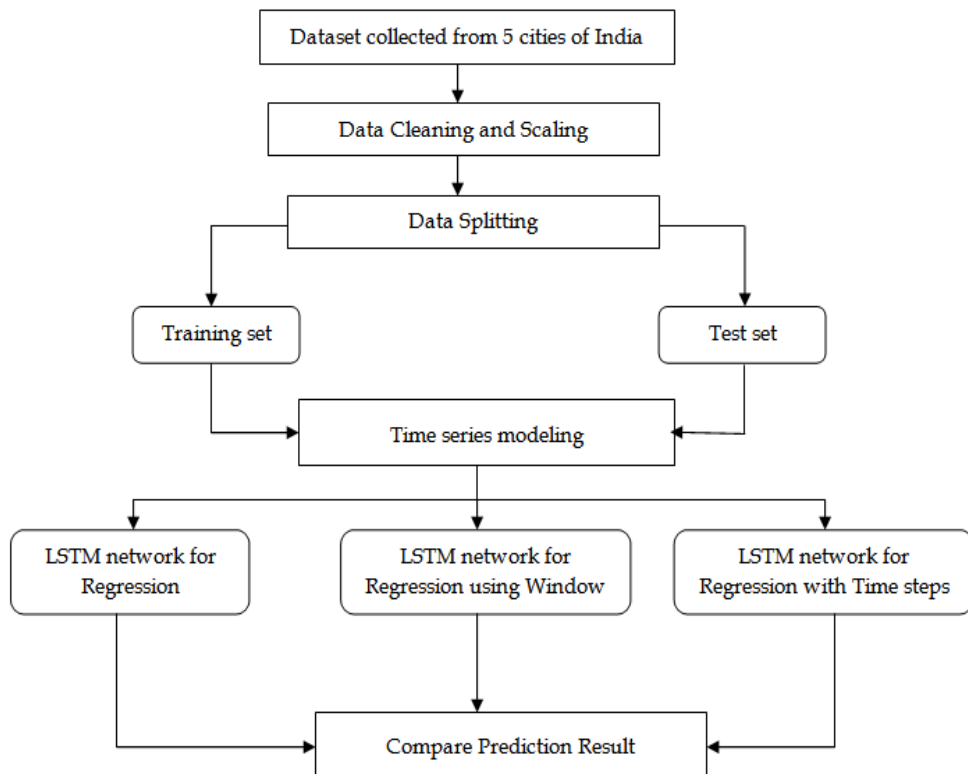 Dataset collected from 5 cities of India
Data Cleaning and Scaling
Data Splitting
Training set
Test set
Time series modeling
LSTM network for
Regression
LSTM network for
Regression using Window
LSTM network for
Regression with Time steps
Compare Prediction Result